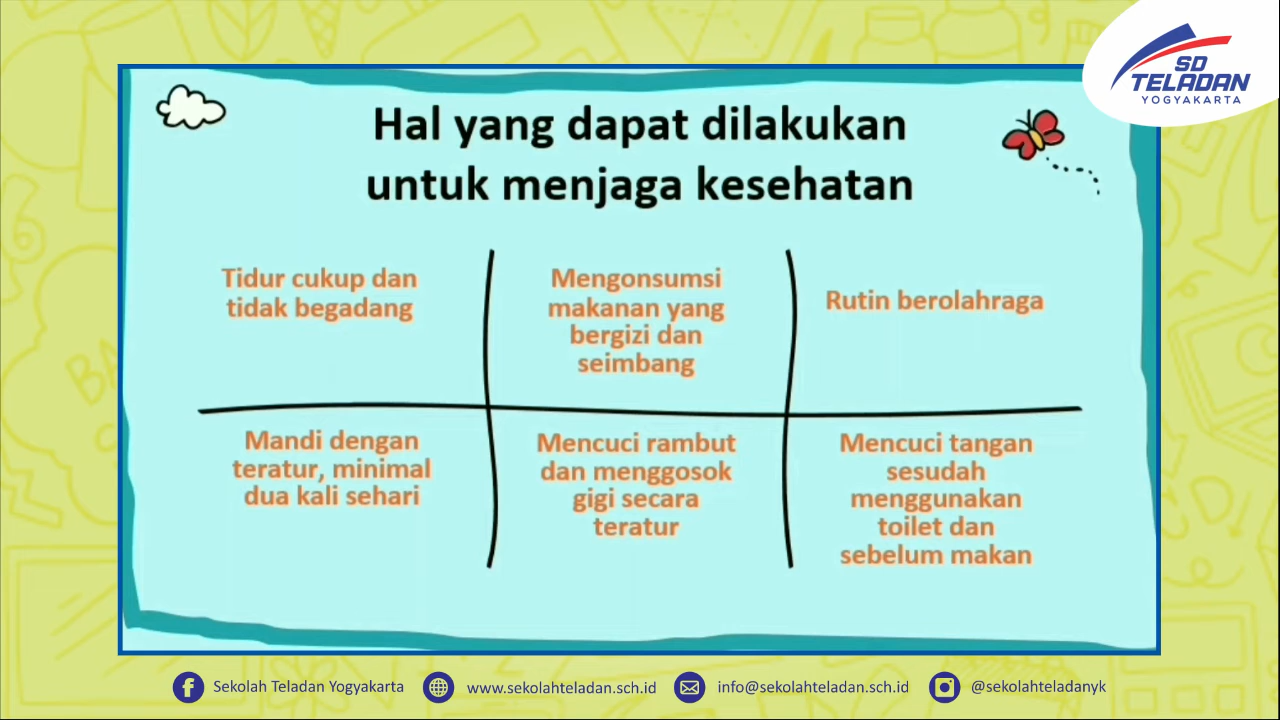 SD
TELADAN
YOGYAKARTA
Hal yang dapat dilakukan
untuk menjaga kesehatan
Tidur cukup dan
tidak begadang
Mengonsumsi
makanan yang
bergizi dan
seimbang
Rutin berolahraga
Mandi dengan
teratur, minimal
dua kali sehari
Mencuci rambut
dan menggosok
gigi secara
teratur
Mencuci tangan
sesudah
menggunakan
toilet dan
sebelum makan
Sekolah Teladan Yogyakarta
www.sekolahteladan.sch.id
info@sekolahteladan.sch.id
@sekolahteladanyk